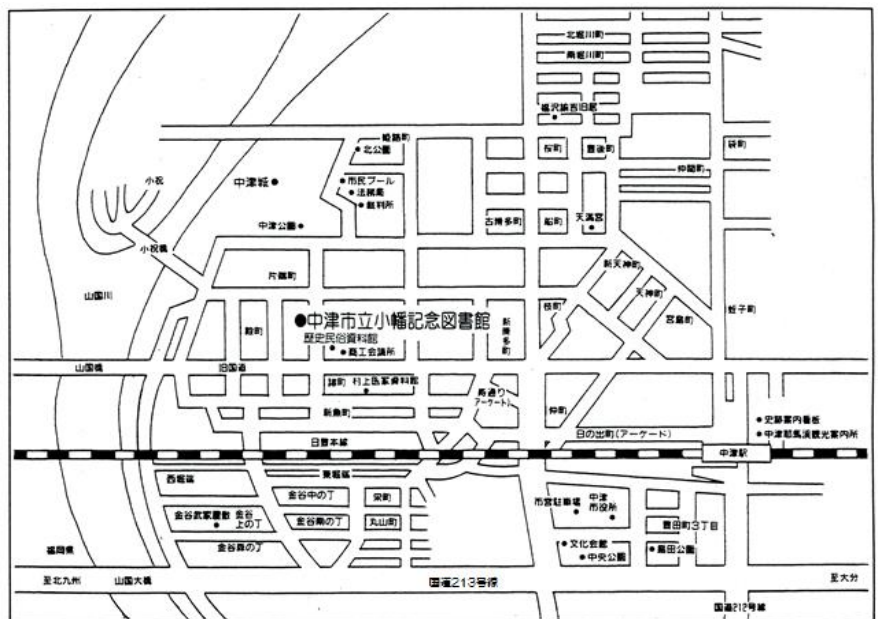 北堀川町
南堀川町
福沢諭吉旧居
姫路町
北公園
桜町
豊後町
袋町
仲間町
小祝
中津城
市民プール
法務局
裁判所
中津公園
古博多町
船町
天満宮
小祝橋
片端町
新天神町
天神町
山国川
枝町
宮島町
蛭子町
殿町
中津市立小幡記念図書館
新博多町
歴史民俗資料館
商工会議所
山国橋
旧国道
諸町
村上医家資料館
寿通り
(アーケード)
新魚町
仲町
史跡案内看板
日の出町(アーケード)
中津耶馬渓観光案内所
日豊本線
中津駅
西堀端
東堀端
金谷中の丁
栄町
市営駐車場
中津
市役所
金谷武家屋敷
金谷
上の丁
金谷南の丁
丸山町
豊田町3丁目
福岡県
金谷森の丁
文化会館
中央公園
島田公園
至北九州
山国大橋
国道213号線
至大分
国道212号線